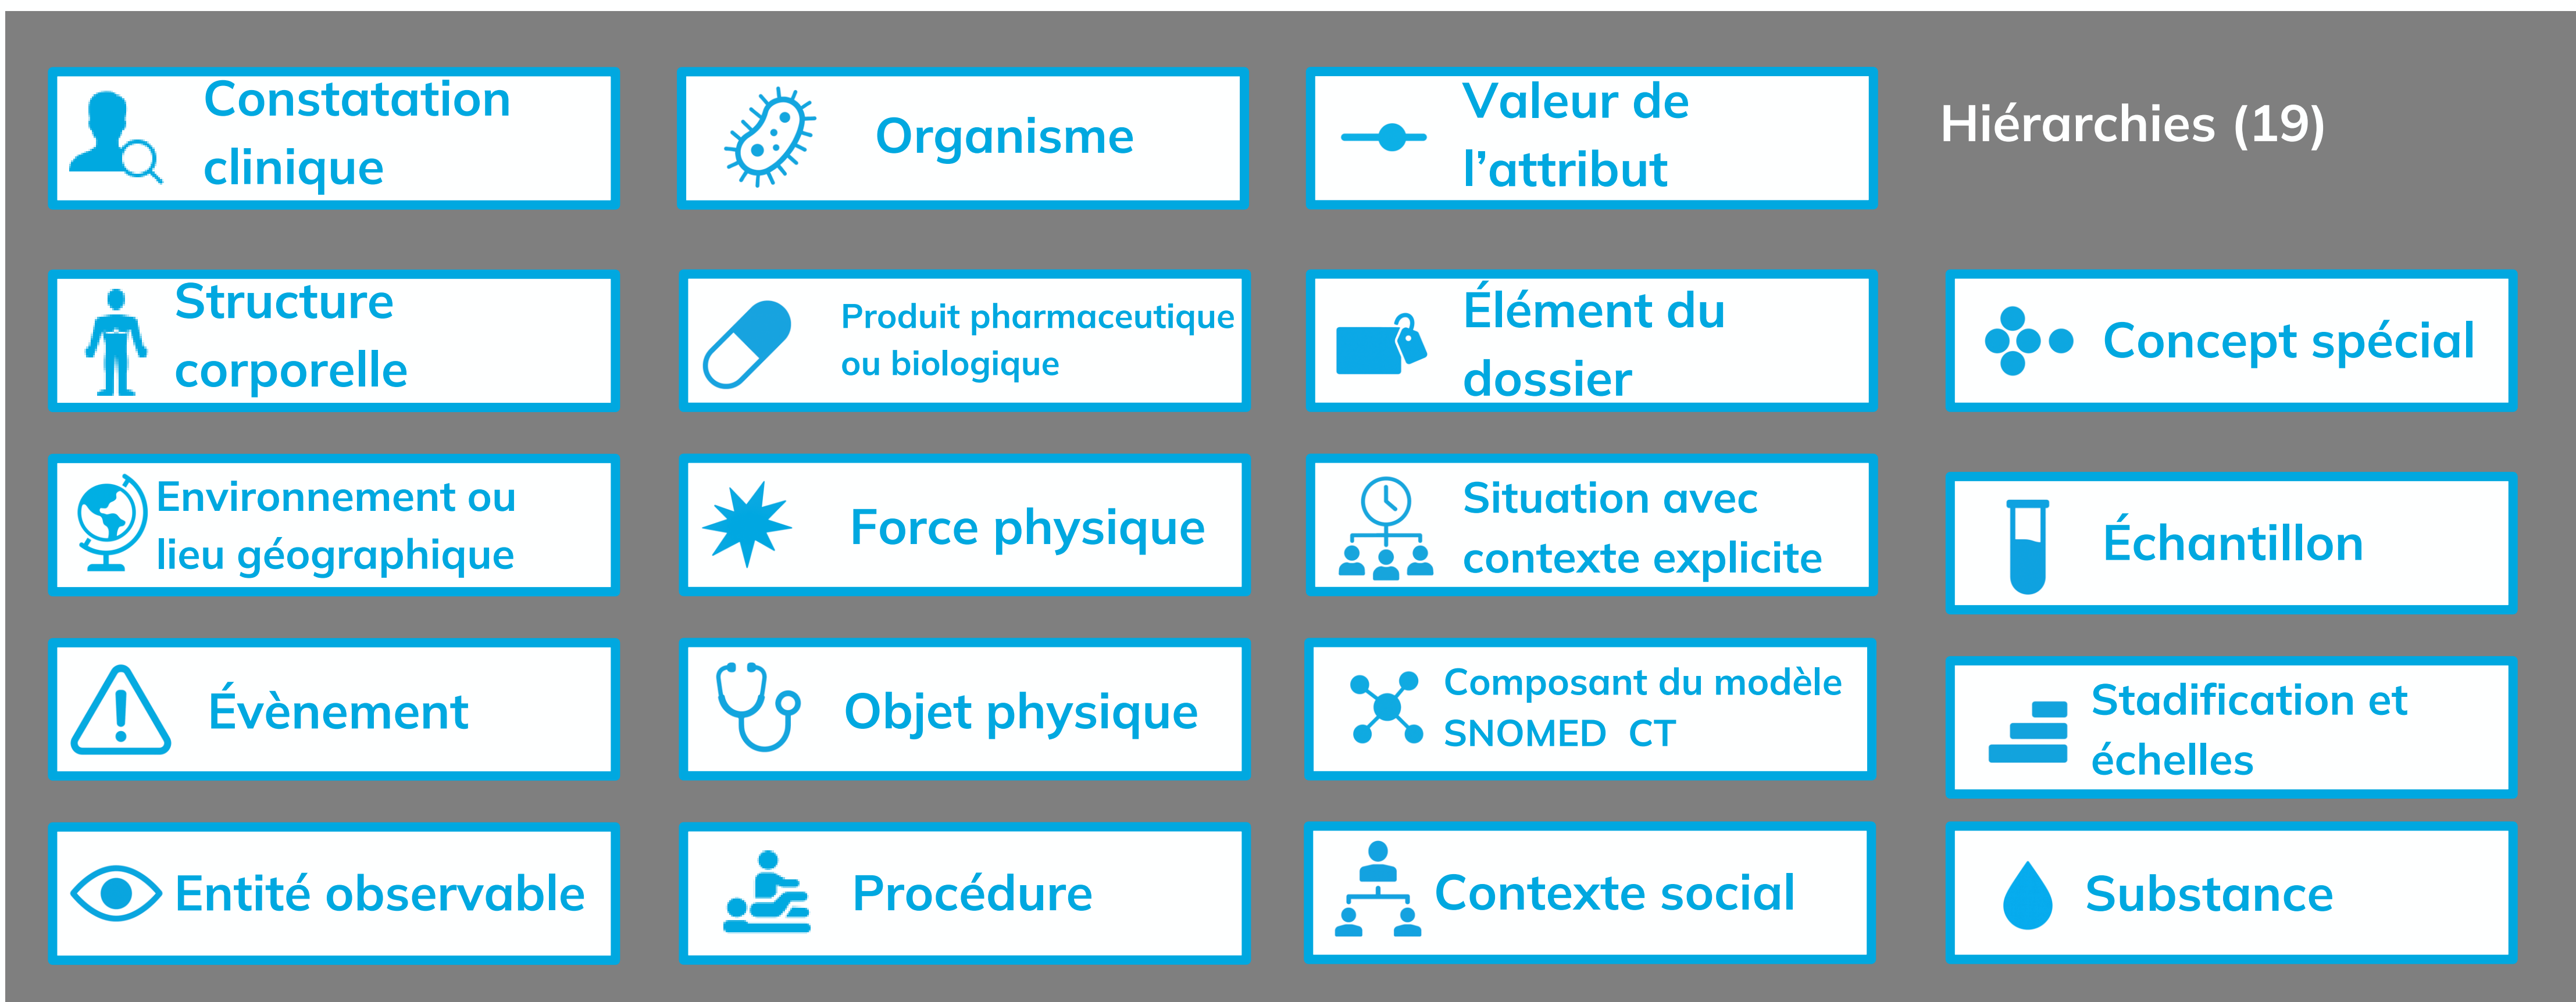 Constatation
clinique
Organisme
Valeur de
l’attribut
Hiérarchies (19)
Structure
corporelle
Produit pharmaceutique
ou biologique
Élément du
dossier
Concept spécial
Environnement ou
lieu géographique
Force physique
Situation avec
contexte explicite
Échantillon
Évènement
Objet physique
Composant du modèle
SNOMED CT
Stadification et
échelles
Entité observable
Procédure
Contexte social
Substance